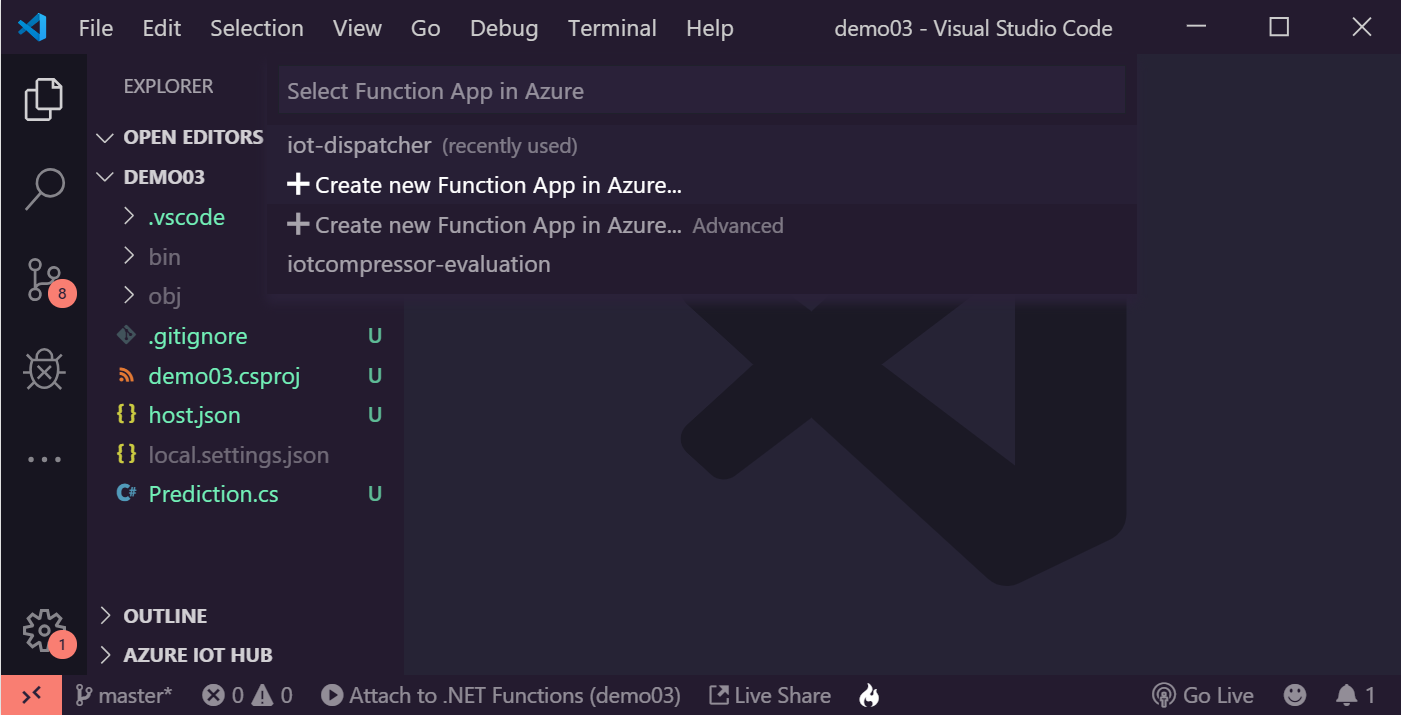 File Edit Selection View Go Debug Terminal Help demo03 - Visual Studio Code
EXPLORER
Select Function App in Azure
OPEN EDITORS
iot-dispatcher (recently used)
DEMO03
Create new Function App in Azure...
.vscode
Create new Function App in Azure... Advanced
bin
iotcompressor-evaluation
obj
8
.gitignore U
demo03.csproj U
{} host.json U
{} local.settings.json
C# Prediction.cs U
OUTLINE
1
AZURE IOT HUB
master* 0 0 Attach to .NET Functions (demo03) Live Share Go Live 1